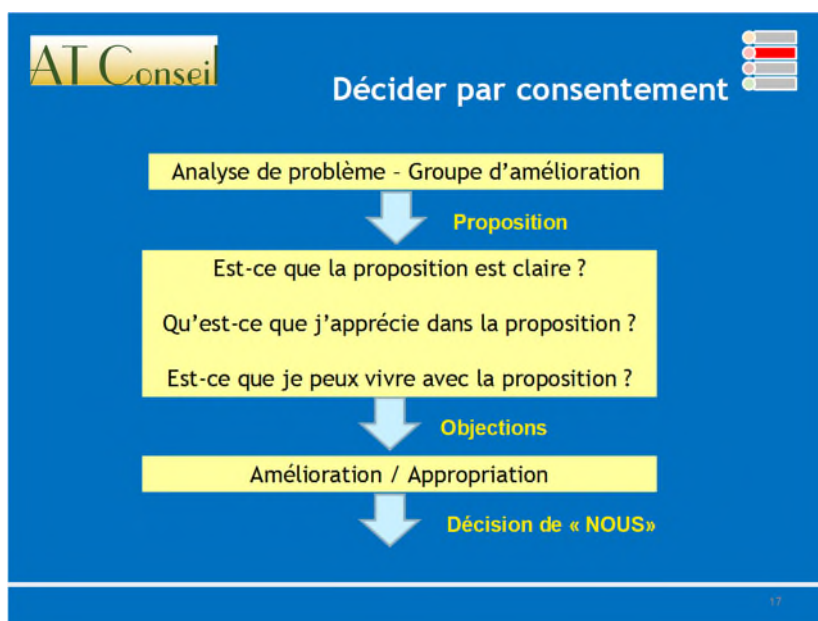 AT Conseil
Décider par consentement
Analyse de problème – Groupe d'amélioration
Proposition
Est-ce que la proposition est claire ?
Qu'est-ce que j'apprécie dans la proposition ?
Est-ce que je peux vivre avec la proposition ?
Objections
Amélioration / Appropriation
Décision de « NOUS»
17